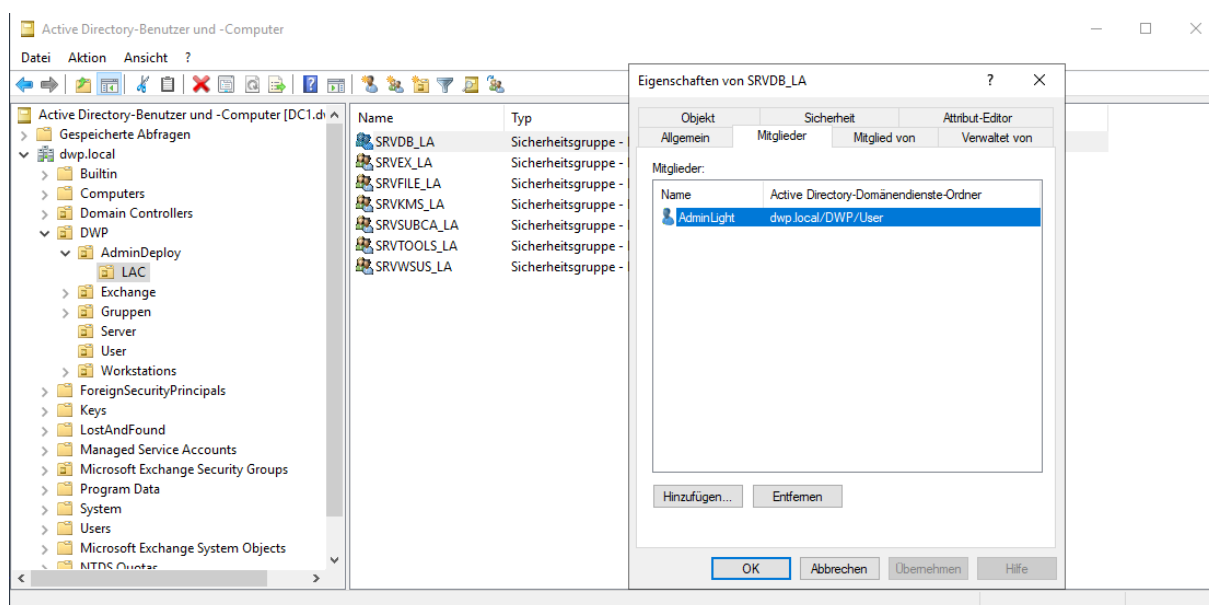 Active Directory-Benutzer und -Computer
Datei Aktion Ansicht ?
Active Directory-Benutzer und -Computer [DC1.d
Gespeicherte Abfragen
dwp.local
Builtin
Computers
Domain Controllers
DWP
AdminDeploy
LAC
Exchange
Gruppen
Server
User
Workstations
ForeignSecurityPrincipals
Keys
LostAndFound
Managed Service Accounts
Microsoft Exchange Security Groups
Program Data
System
Users
Microsoft Exchange System Objects
NTDS Quotas
Name Typ
SRVDB_LA Sicherheitsgruppe -
SRVEX_LA Sicherheitsgruppe -
SRVFILE_LA Sicherheitsgruppe -
SRVKMS_LA Sicherheitsgruppe -
SRVSUBCA_LA Sicherheitsgruppe -
SRVTOOLS_LA Sicherheitsgruppe -
SRVWSUS_LA Sicherheitsgruppe -
Eigenschaften von SRVDB_LA ?
Objekt Sicherheit Attribut-Editor
Allgemein Mitglieder Mitglied von Verwaltet von
Mitglieder:
Name Active Directory-Domänendienste-Ordner
AdminLight dwp.local/DWP/User
Hinzufügen... Entfernen
OK Abbrechen Übernehmen Hilfe